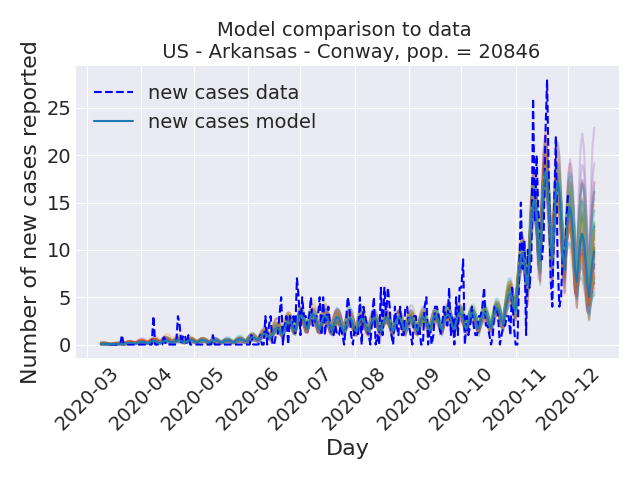 Model comparison to data
US - Arkansas - Conway, pop. = 20846
Number of new cases reported
25
20
15
10
5
0
new cases data
new cases model
2020-03
2020-04
2020-05
2020-06
2020-07
2020-08
2020-09
2020-10
2020-11
2020-12
Day